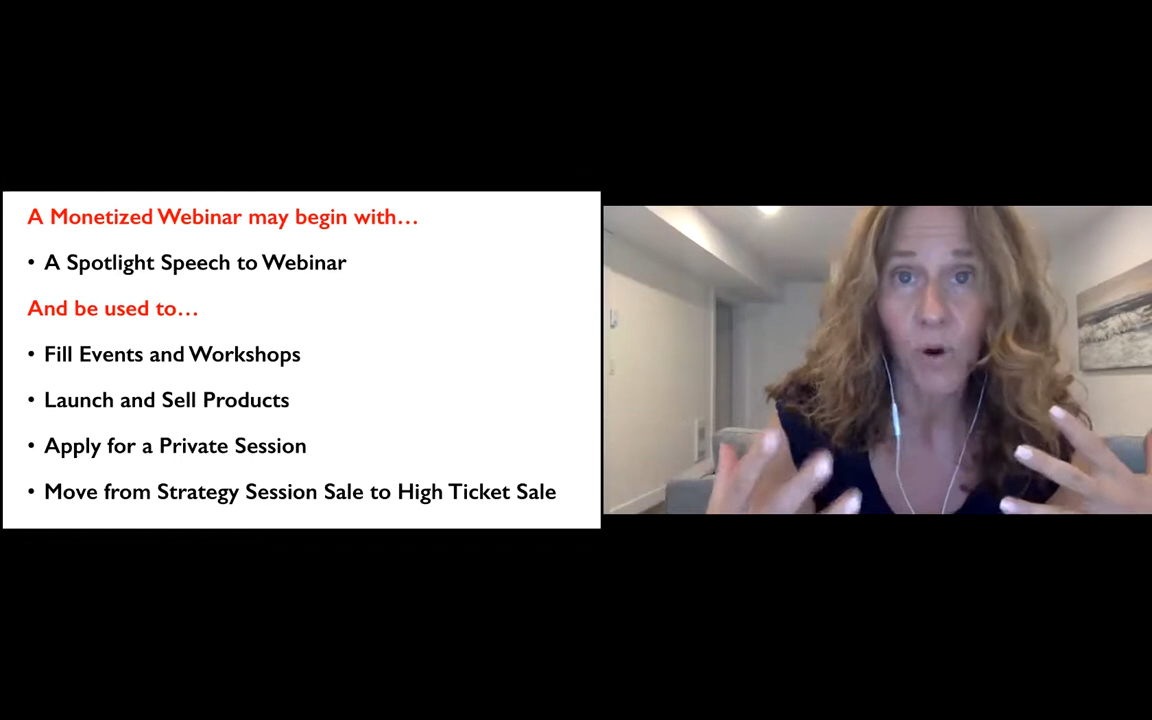 A Monetized Webinar may begin with…
• A Spotlight Speech to Webinar
And be used to…
• Fill Events and Workshops
• Launch and Sell Products
• Apply for a Private Session
• Move from Strategy Session Sale to High Ticket Sale